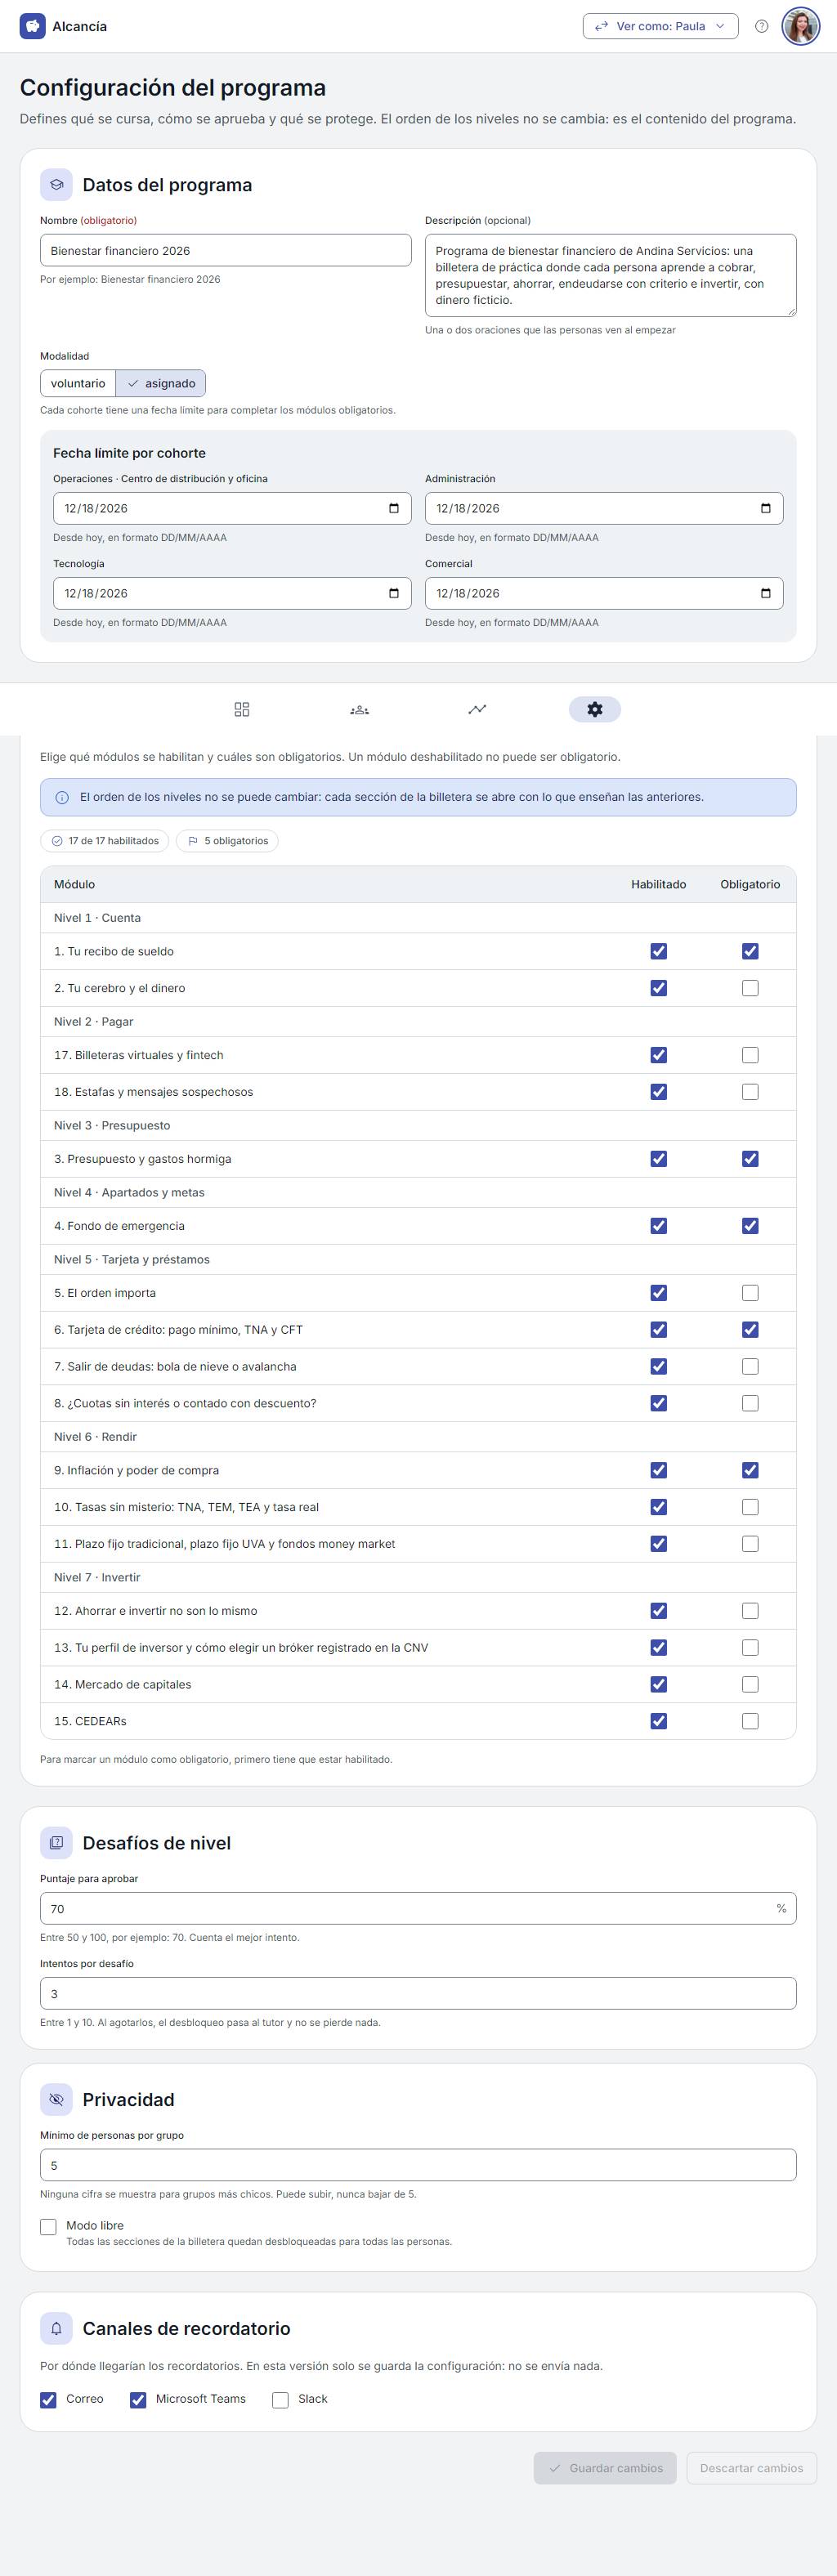 Alcancía
Ver como: Paula
Configuración del programa
Defines qué se cursa, cómo se aprueba y qué se protege. El orden de los niveles no se cambia: es el contenido del programa.
Datos del programa
Nombre (obligatorio)
Bienestar financiero 2026
Por ejemplo: Bienestar financiero 2026
Descripción (opcional)
Programa de bienestar financiero de Andina Servicios: una
billetera de práctica donde cada persona aprende a cobrar,
presupuestar, ahorrar, endeudarse con criterio e invertir, con
dinero ficticio.
Una o dos oraciones que las personas ven al empezar
Modalidad
voluntario
asignado
Cada cohorte tiene una fecha límite para completar los módulos obligatorios.
Fecha límite por cohorte
Operaciones · Centro de distribución y oficina
12/18/2026
Desde hoy, en formato DD/MM/AAAA
Administración
12/18/2026
Desde hoy, en formato DD/MM/AAAA
Tecnología
12/18/2026
Desde hoy, en formato DD/MM/AAAA
Comercial
12/18/2026
Desde hoy, en formato DD/MM/AAAA
Elige qué módulos se habilitan y cuáles son obligatorios. Un módulo deshabilitado no puede ser obligatorio.
El orden de los niveles no se puede cambiar: cada sección de la billetera se abre con lo que enseñan las anteriores.
17 de 17 habilitados
5 obligatorios
Módulo Habilitado Obligatorio
Nivel 1 · Cuenta
1. Tu recibo de sueldo
2. Tu cerebro y el dinero
Nivel 2 · Pagar
17. Billeteras virtuales y fintech
18. Estafas y mensajes sospechosos
Nivel 3 · Presupuesto
3. Presupuesto y gastos hormiga
Nivel 4 · Apartados y metas
4. Fondo de emergencia
Nivel 5 · Tarjeta y préstamos
5. El orden importa
6. Tarjeta de crédito: pago mínimo, TNA y CFT
7. Salir de deudas: bola de nieve o avalancha
8. ¿Cuotas sin interés o contado con descuento?
Nivel 6 · Rendir
9. Inflación y poder de compra
10. Tasas sin misterio: TNA, TEM, TEA y tasa real
11. Plazo fijo tradicional, plazo fijo UVA y fondos money market
Nivel 7 · Invertir
12. Ahorrar e invertir no son lo mismo
13. Tu perfil de inversor y cómo elegir un bróker registrado en la CNV
14. Mercado de capitales
15. CEDEARs
Para marcar un módulo como obligatorio, primero tiene que estar habilitado.
Desafíos de nivel
Puntaje para aprobar
70 %
Entre 50 y 100, por ejemplo: 70. Cuenta el mejor intento.
Intentos por desafío
3
Entre 1 y 10. Al agotarlos, el desbloqueo pasa al tutor y no se pierde nada.
Privacidad
Mínimo de personas por grupo
5
Ninguna cifra se muestra para grupos más chicos. Puede subir, nunca bajar de 5.
Modo libre
Todas las secciones de la billetera quedan desbloqueadas para todas las personas.
Canales de recordatorio
Por dónde llegarían los recordatorios. En esta versión solo se guarda la configuración: no se envía nada.
Correo
Microsoft Teams
Slack
Guardar cambios
Descartar cambios